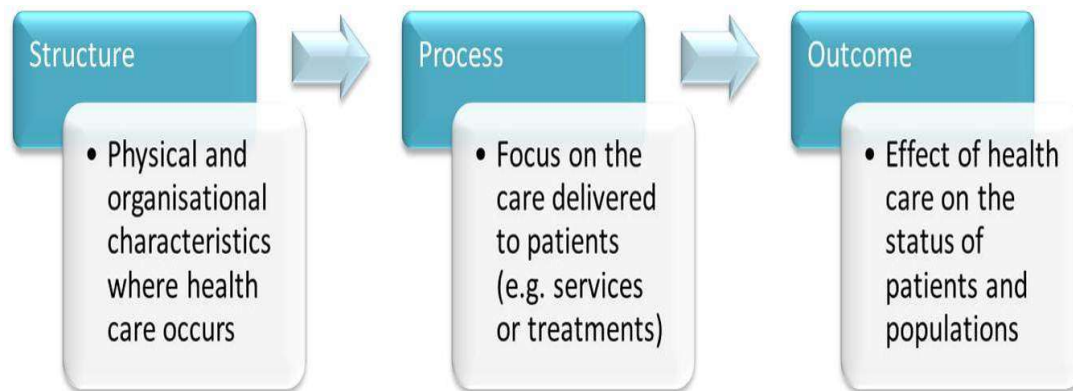 Structure
• Physical and
organisational
characteristics
where health
care occurs
Process
• Focus on the
care delivered
to patients
(e.g. services
or treatments)
Outcome
• Effect of health
care on the
status of
patients and
populations